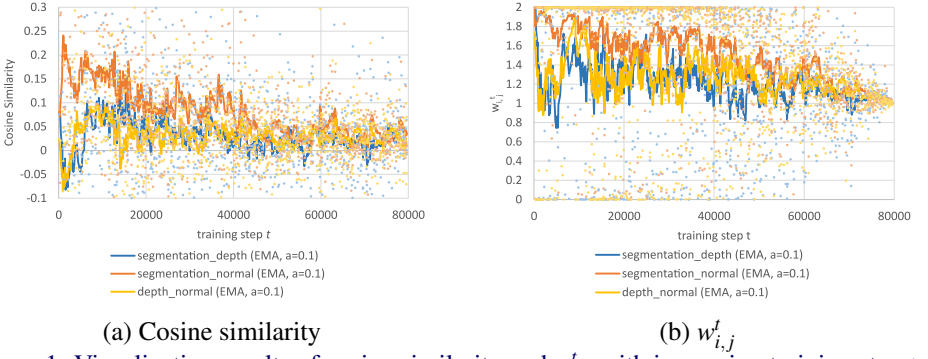 0.3
0.25
0.2
0.15
0.1
0.05
0
-0.05
-0.1
Cosine Similarity
0 20000 40000 60000 80000
training step t
segmentation_depth (EMA, a=0.1)
segmentation_normal (EMA, a=0.1)
depth_normal (EMA, a=0.1)
(a) Cosine similarity
2
1.8
1.6
1.4
1.2
1
0.8
0.6
0.4
0.2
0
w^t_{i,j}
0 20000 40000 60000 80000
training step t
segmentation_depth (EMA, a=0.1)
segmentation_normal (EMA, a=0.1)
depth_normal (EMA, a=0.1)
(b) w^t_{i,j}